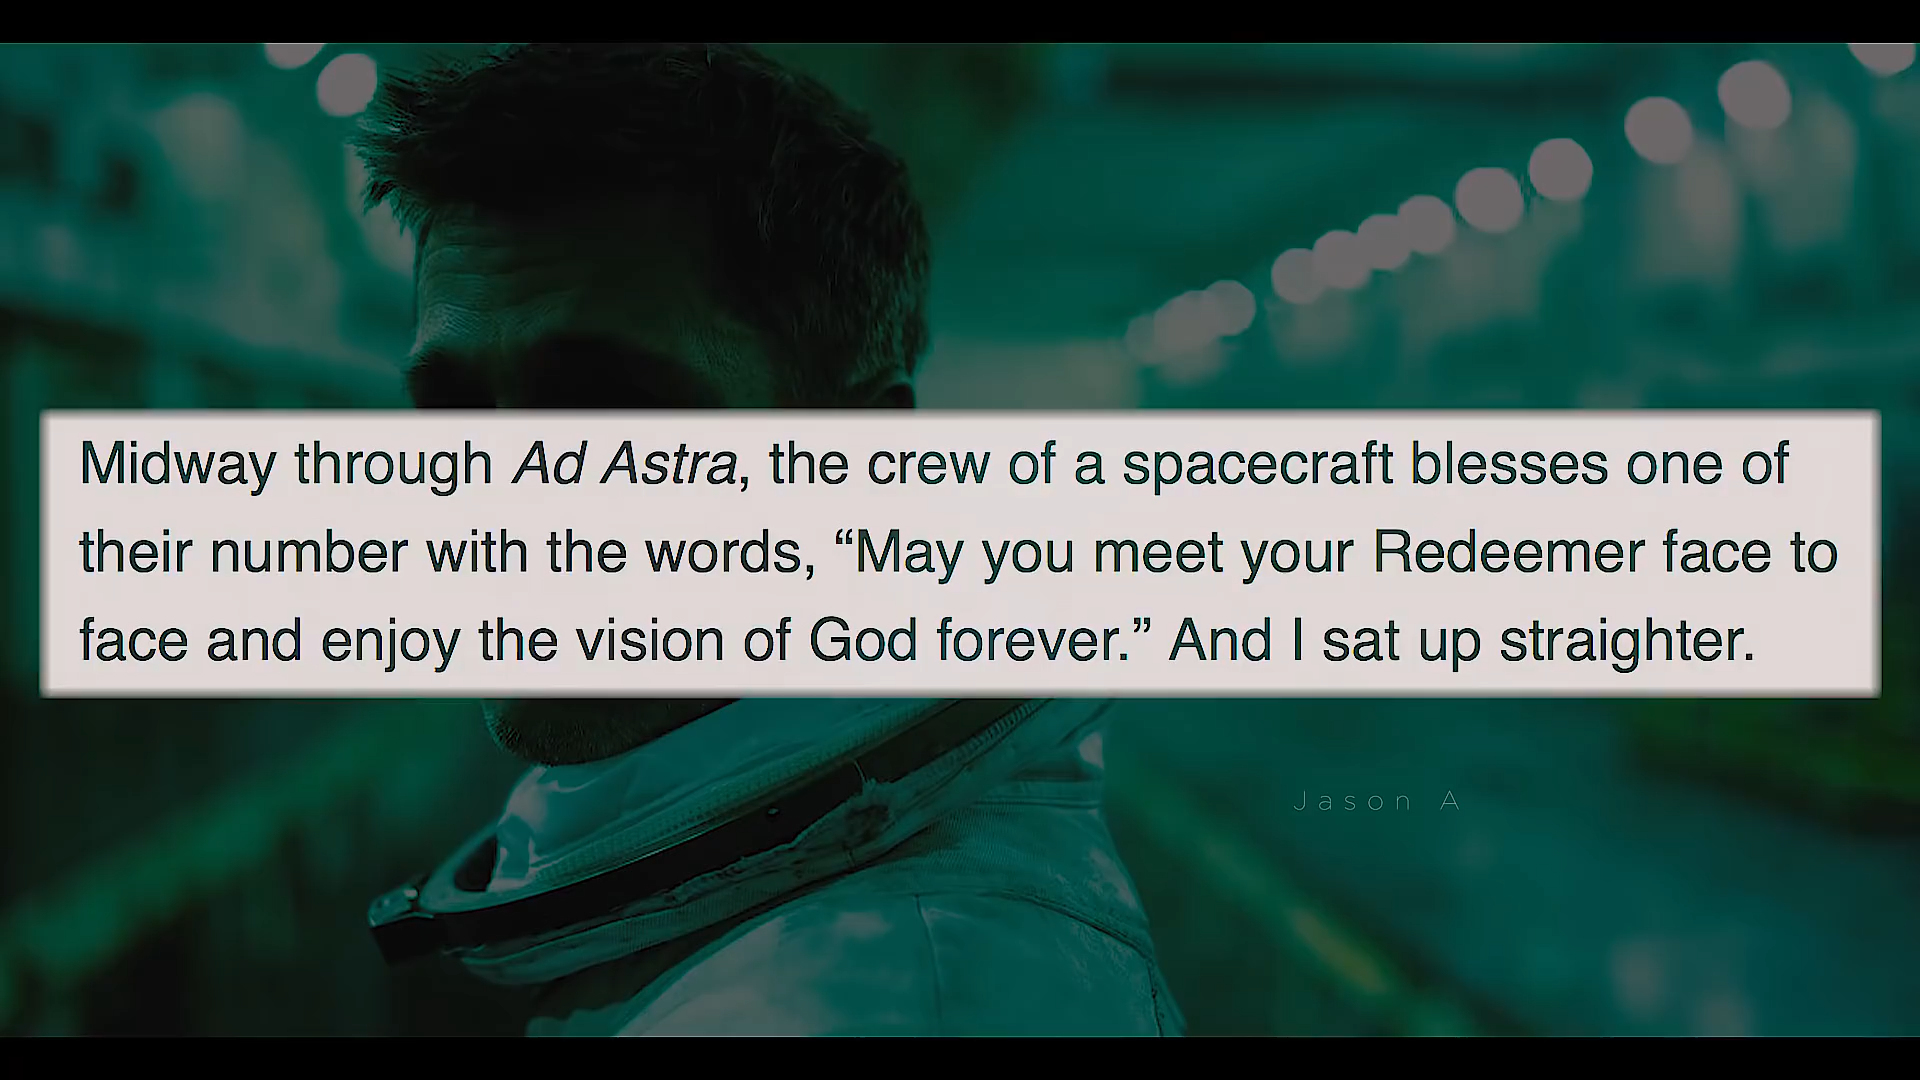 Midway through Ad Astra, the crew of a spacecraft blesses one of
their number with the words, “May you meet your Redeemer face to
face and enjoy the vision of God forever.” And I sat up straighter.
Jason A